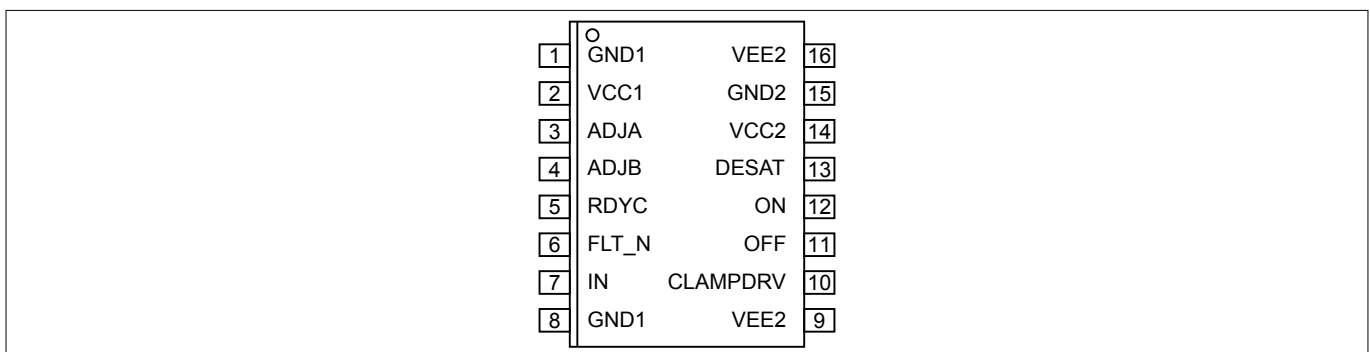 1 GND1 VEE2 16
2 VCC1 GND2 15
3 ADJA VCC2 14
4 ADJB DESAT 13
5 RDYC ON 12
6 FLT_N OFF 11
7 IN CLAMPDRV 10
8 GND1 VEE2 9